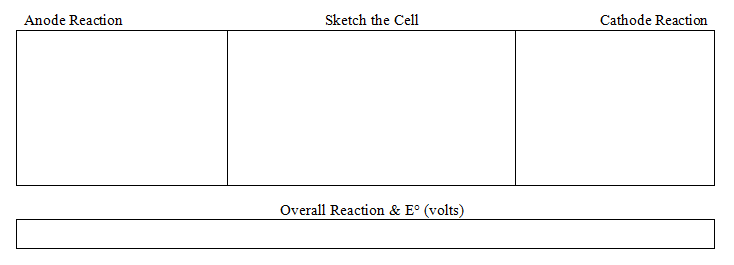 Anode Reaction Sketch the Cell Cathode Reaction
Overall Reaction & E° (volts)